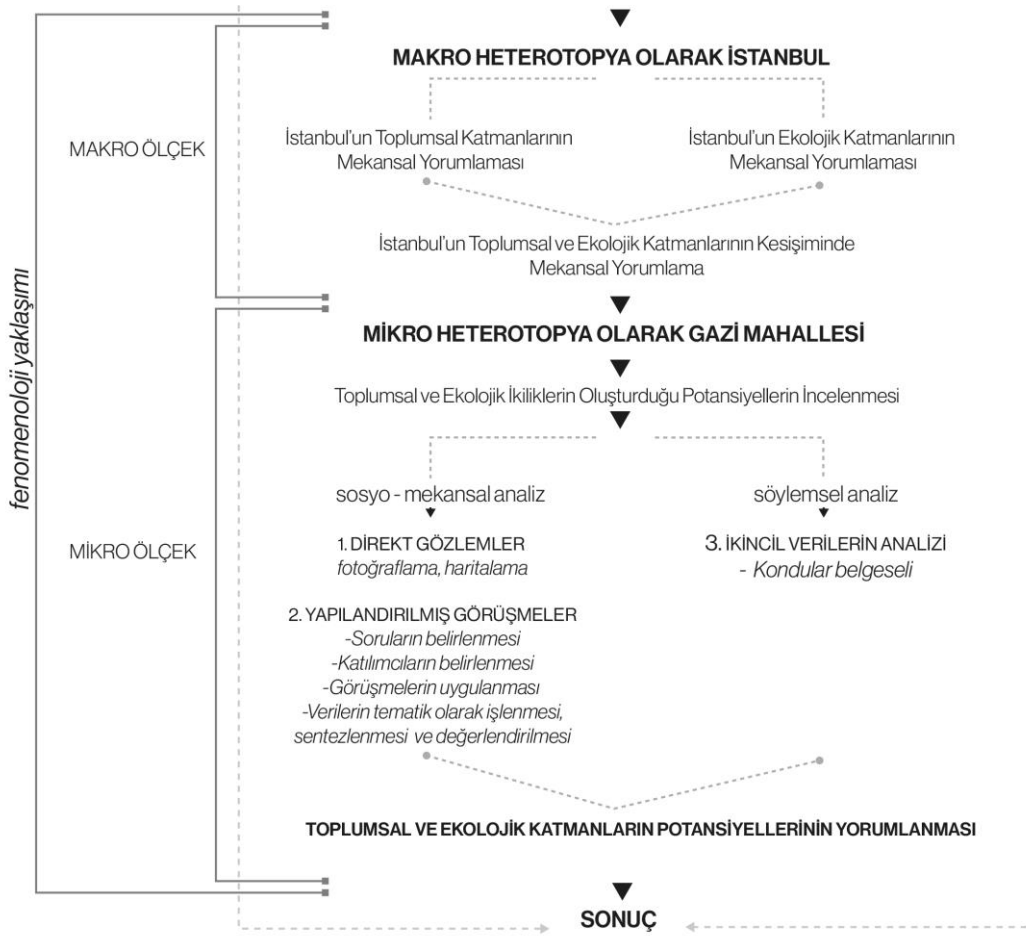 MAKRO HETEROTOPYA OLARAK İSTANBUL
MAKRO ÖLÇEK
İstanbul'un Toplumsal Katmanlarının
Mekansal Yorumlaması
İstanbul'un Ekolojik Katmanlarının
Mekansal Yorumlaması
İstanbul'un Toplumsal ve Ekolojik Katmanlarının Kesişiminde
Mekansal Yorumlama
fenomenoloji yaklaşımı
MİKRO HETEROTOPYA OLARAK GAZİ MAHALLESİ
Toplumsal ve Ekolojik İkiliklerin Oluşturduğu Potansiyellerin İncelenmesi
MİKRO ÖLÇEK
sosyo - mekansal analiz
1. DİREKT GÖZLEMLER
fotoğraflama, haritalama
2. YAPILANDIRILMIŞ GÖRÜŞMELER
-Soruların belirlenmesi
-Katılımcıların belirlenmesi
-Görüşmelerin uygulanması
-Verilerin tematik olarak işlenmesi,
sentezlenmesi ve değerlendirilmesi
söylemsel analiz
3. İKİNCİL VERİLERİN ANALİZİ
- Kondular belgeseli
TOPLUMSAL VE EKOLOJİK KATMANLARIN POTANSİYELLERİNİN YORUMLANMASI
SONUÇ